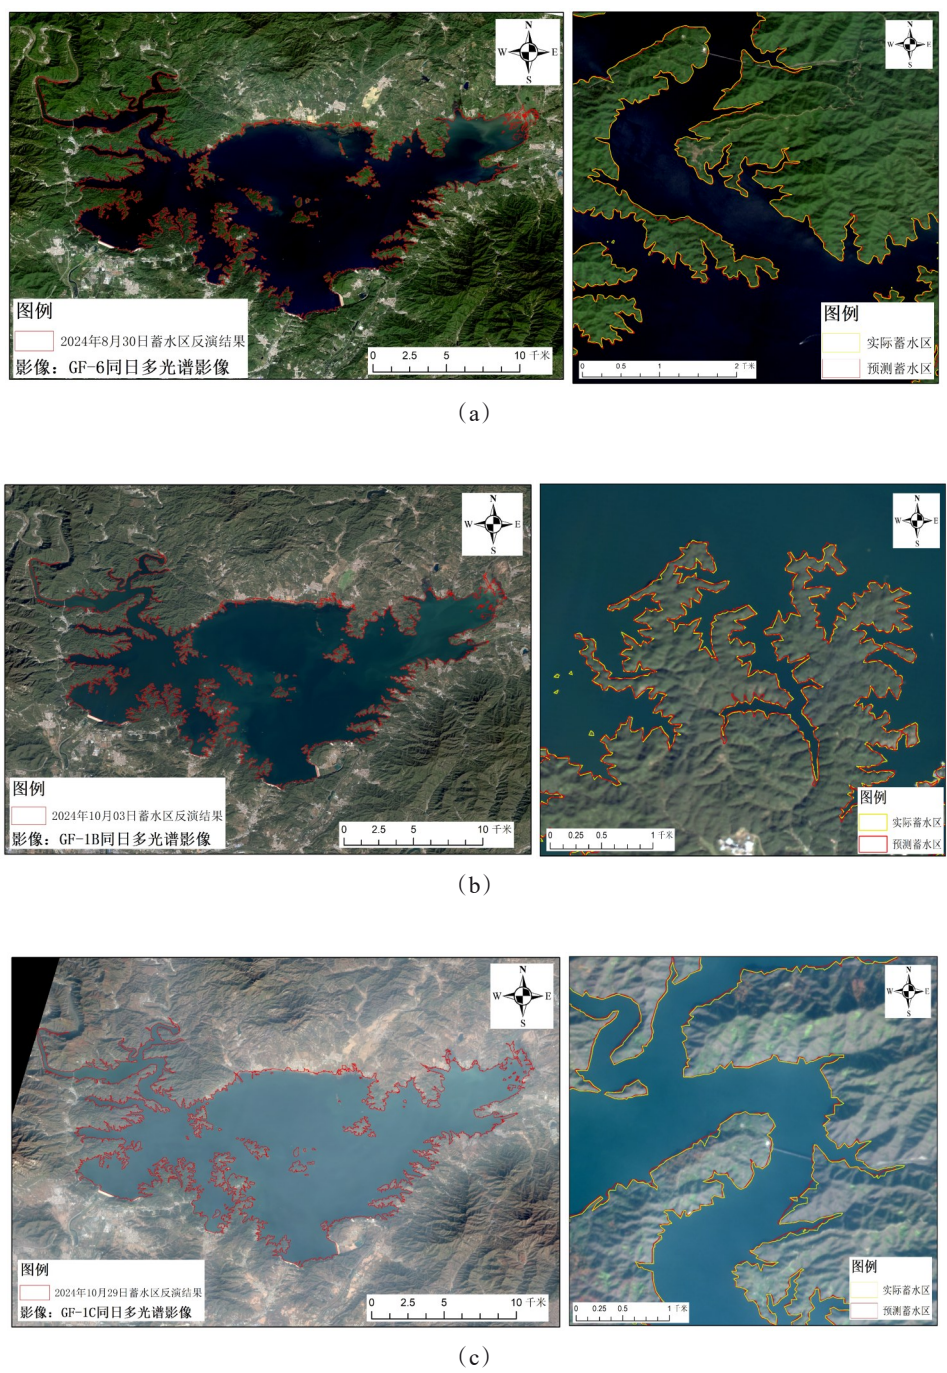 N
W E
S
图例
2024年8月30日蓄水区反演结果
影像：GF-6同日多光谱影像
0 2.5 5 10 千米
N
W E
S
图例
实际蓄水区
预测蓄水区
0 0.5 1 2 千米
（a）
N
W E
S
图例
2024年10月03日蓄水区反演结果
影像：GF-1B同日多光谱影像
0 2.5 5 10 千米
N
W E
S
图例
实际蓄水区
预测蓄水区
0 0.25 0.5 1 千米
（b）
N
W E
S
图例
2024年10月29日蓄水区反演结果
影像：GF-1C同日多光谱影像
0 2.5 5 10 千米
N
W E
S
图例
实际蓄水区
预测蓄水区
0 0.25 0.5 1 千米
（c）